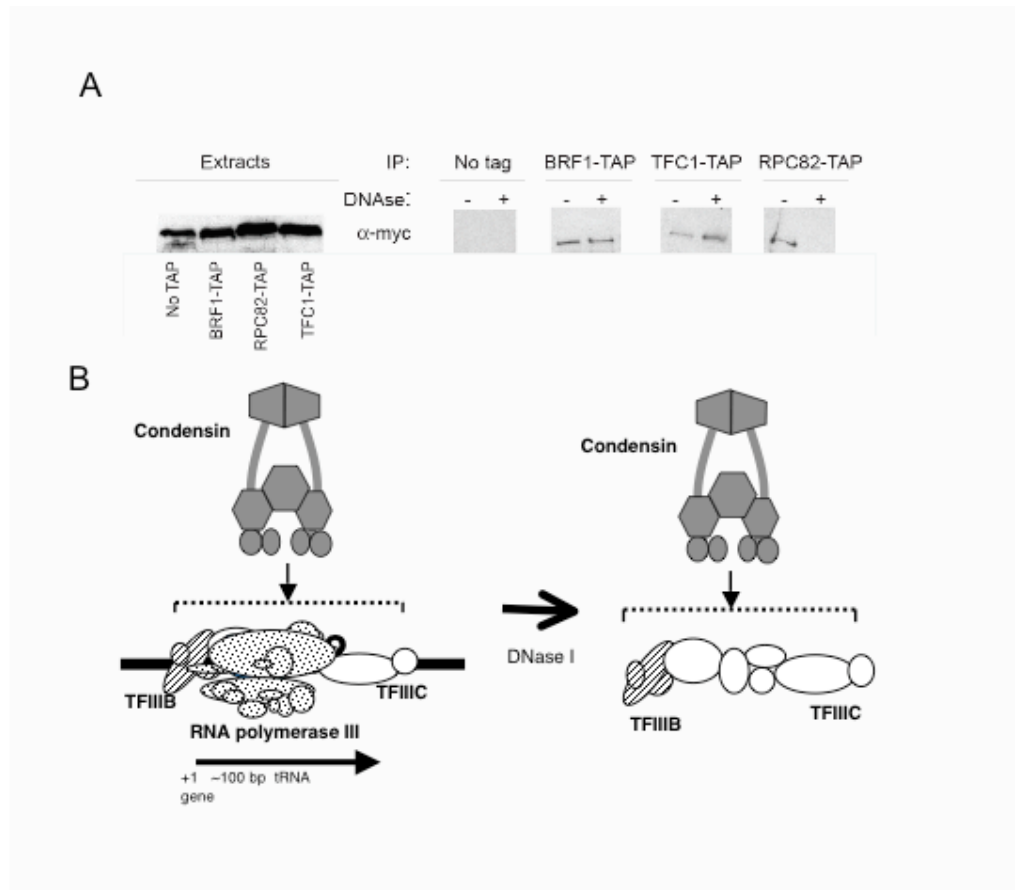 A
Extracts IP: No tag BRF1-TAP TFC1-TAP RPC82-TAP
DNAse: - + - + - + - +
α-myc
No TAP
BRF1-TAP
RPC82-TAP
TFC1-TAP
B
Condensin
Condensin
DNase I
TFIIIB
TFIIIC
TFIIIB
TFIIIC
RNA polymerase III
+1 ~100 bp tRNA
gene